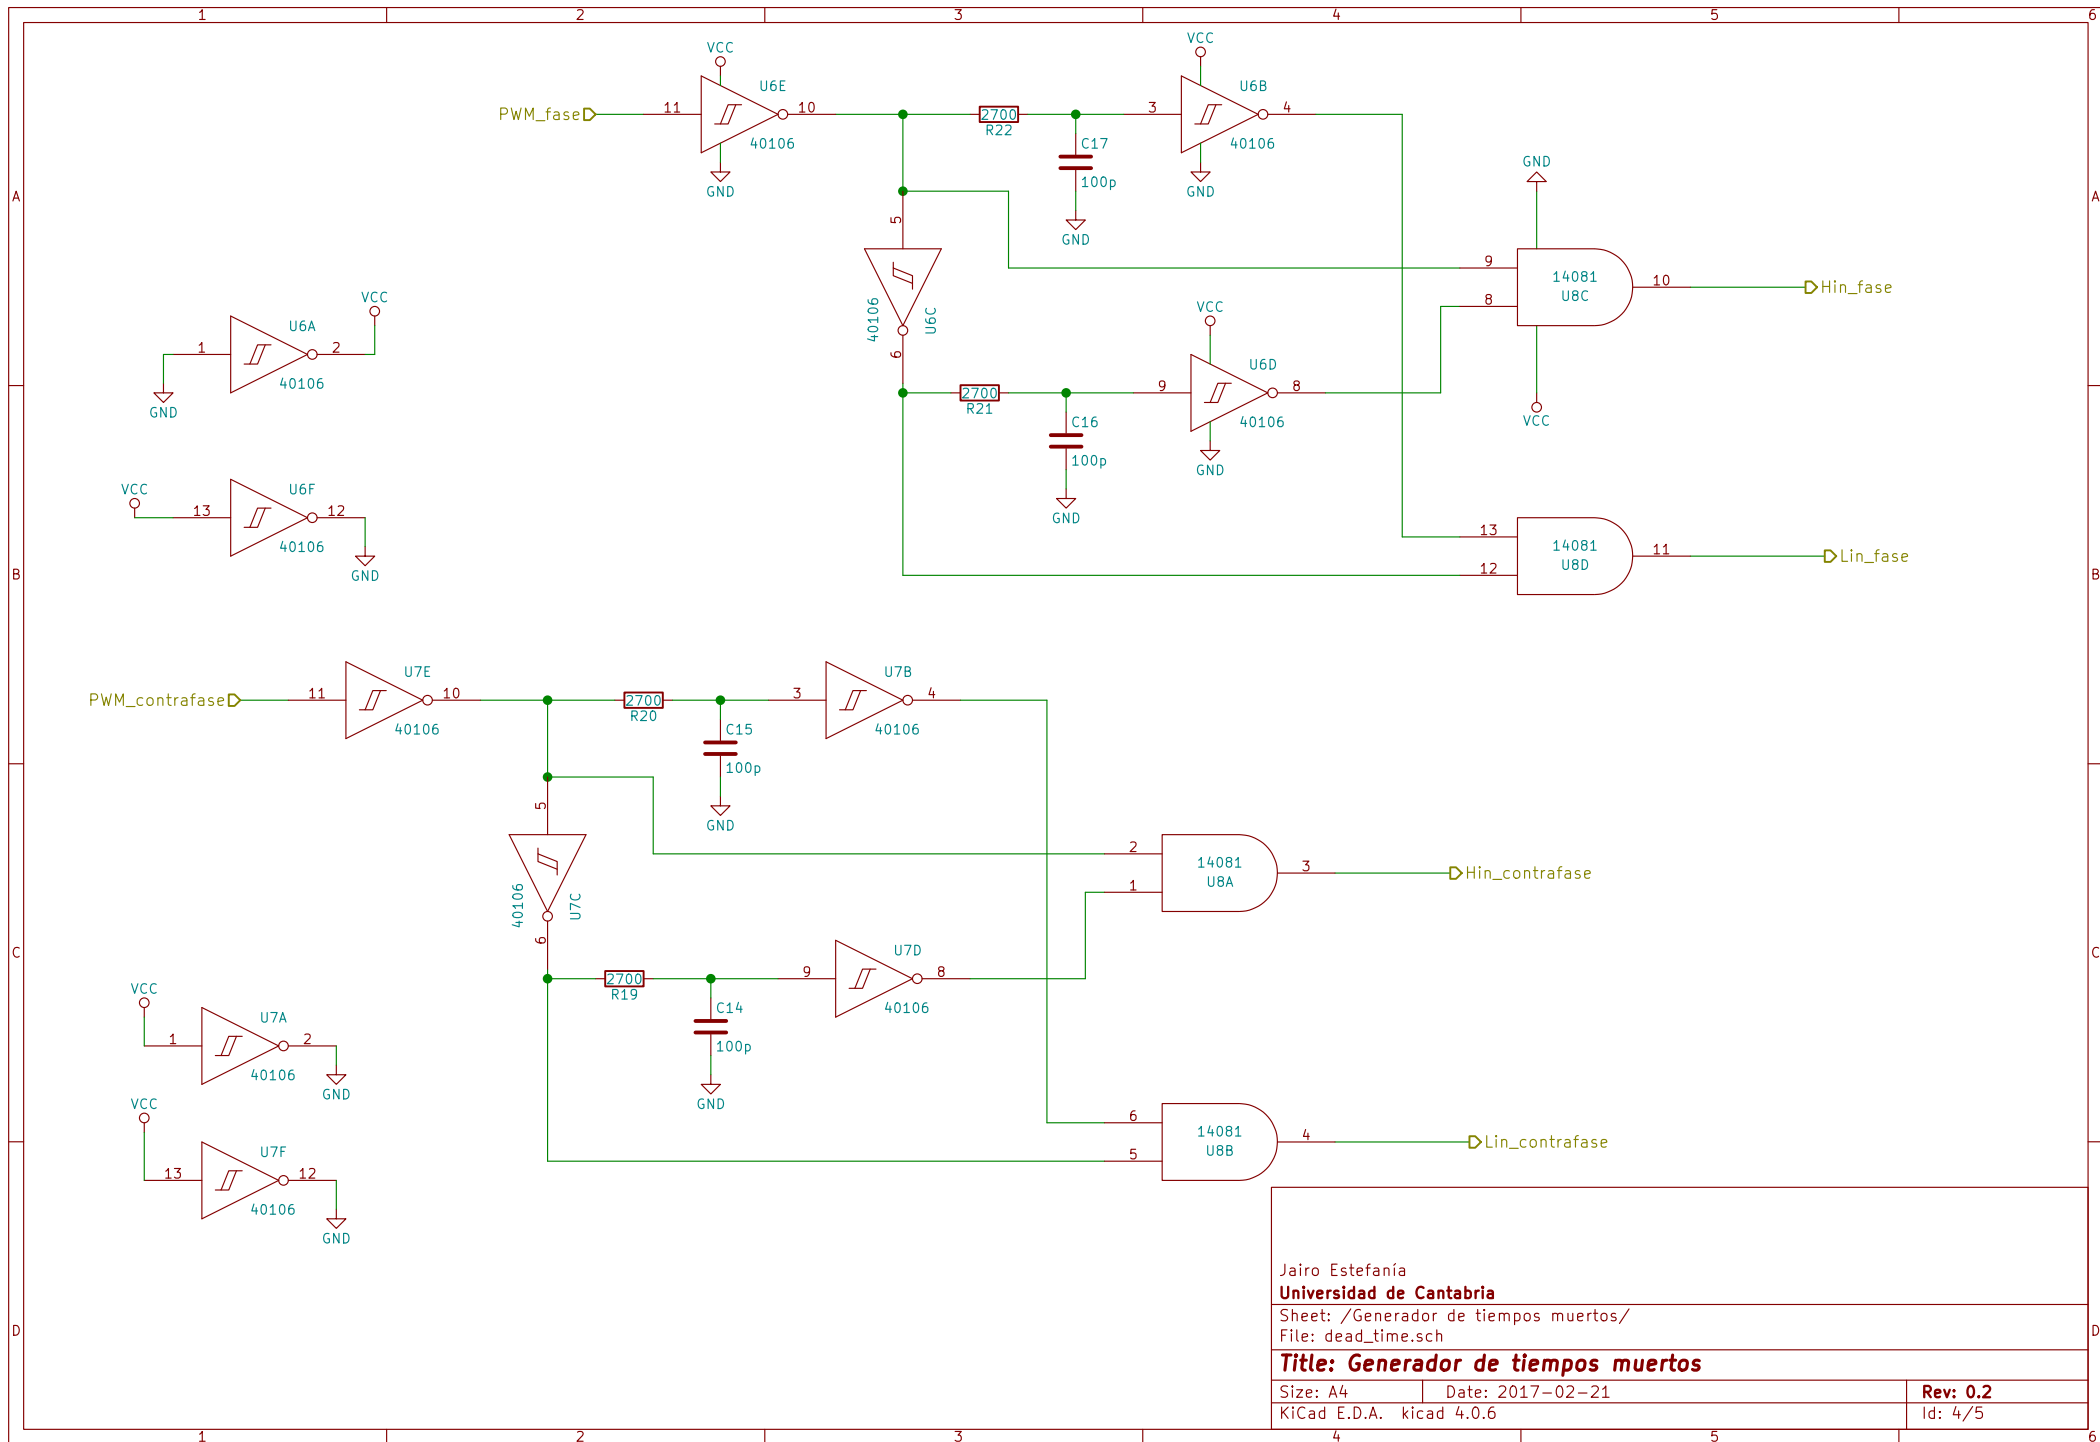 1 2 3 4 5 6
A
B
C
D
A
B
C
D
1 2 3 4 5 6
PWM_fase
11
VCC
U6E
10
40106
GND
2700
R22
C17
100p
GND
3
VCC
U6B
4
40106
GND
5
40106
U6C
6
2700
R21
C16
100p
GND
9
VCC
U6D
8
40106
GND
GND
9
8
14081
U8C
10
VCC
Hin_fase
13
12
14081
U8D
11
Lin_fase
1
U6A
2
40106
VCC
GND
VCC
13
U6F
12
40106
GND
PWM_contrafase
11
U7E
10
40106
2700
R20
C15
100p
GND
3
U7B
4
40106
5
40106
U7C
6
2700
R19
C14
100p
GND
9
U7D
8
40106
2
1
14081
U8A
3
Hin_contrafase
6
5
14081
U8B
4
Lin_contrafase
VCC
1
U7A
2
40106
GND
VCC
13
U7F
12
40106
GND
Jairo Estefanía
Universidad de Cantabria
Sheet: /Generador de tiempos muertos/
File: dead_time.sch
Title: Generador de tiempos muertos
Size: A4 Date: 2017-02-21 Rev: 0.2
KiCad E.D.A. kicad 4.0.6 Id: 4/5